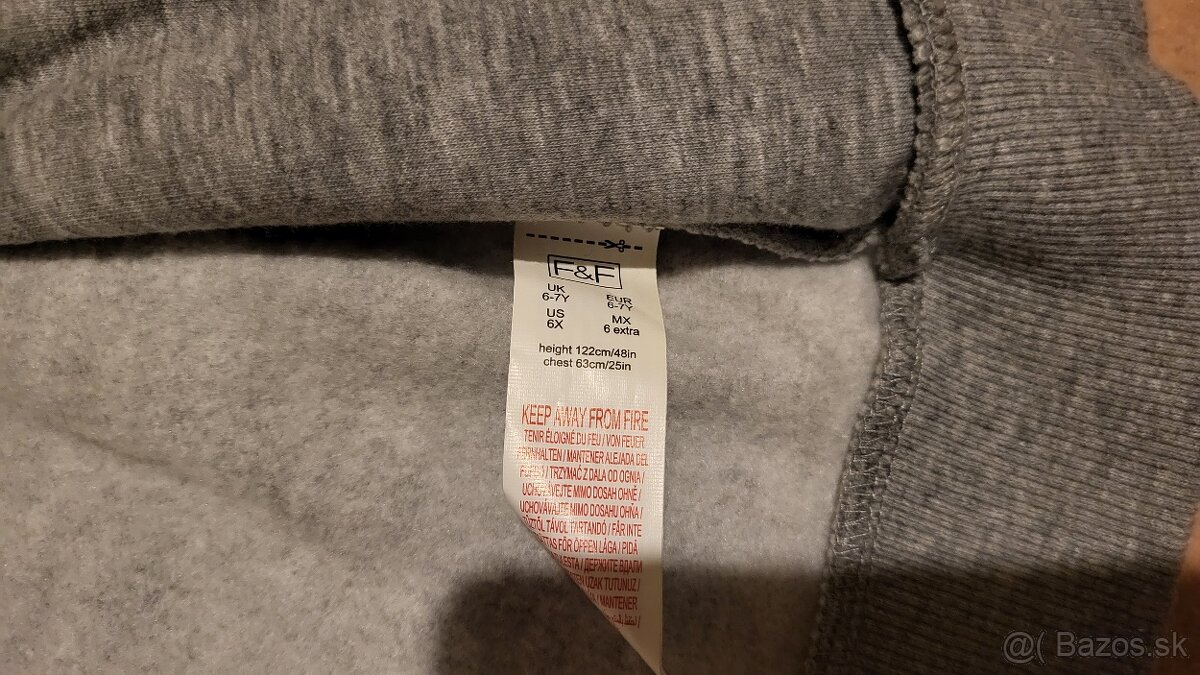 F&F
UK EUR
6-7Y 6-7Y
US MX
6X 6 extra
height 122cm/48in
chest 63cm/25in
KEEP AWAY FROM FIRE
TENIR ÉLOIGNÉ DU FEU / VON FEUER
FERNHALTEN / MANTENER ALEJADA DEL
/ TRZYMAĆ Z DALA OD OGNIA /
UCHOVÁVEJTE MIMO DOSAH OHNĚ /
UCHOVÁVAJTE MIMO DOSAHU OHŇA /
TÁVOL TARTANDÓ / FÅR INTE
FÖR ÖPPEN LÅGA / PIDÄ
/ ДЕРЖИТЕ ВДАЛИ
UZAK TUTUNUZ /
/ MANTENER
@( Bazos.sk